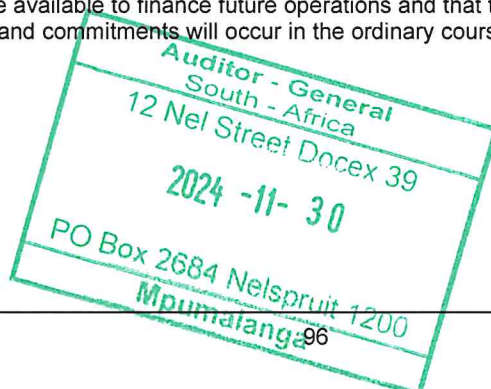 e available to finance future operations and that t
and commitments will occur in the ordinary cours
Auditor - General
South - Africa
12 Nel Street Docex 39
2024 -11- 30
PO Box 2684 Nelspruit 1200
Mpumalanga
96